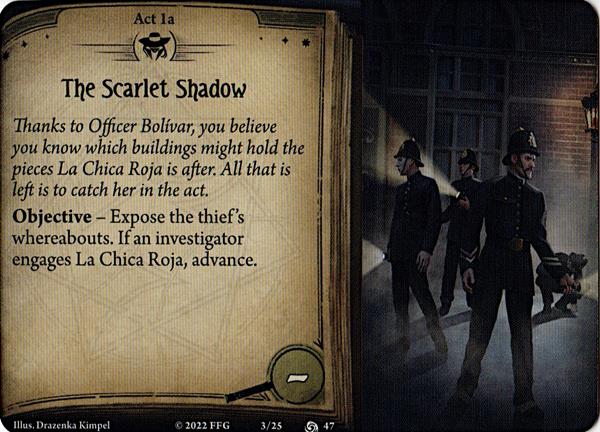 Act 1a
The Scarlet Shadow
Thanks to Officer Bolívar, you believe
you know which buildings might hold the
pieces La Chica Roja is after. All that is
left is to catch her in the act.
Objective – Expose the thief's
whereabouts. If an investigator
engages La Chica Roja, advance.
–
Illus. Drazenka Kimpel © 2022 FFG 3/25 47